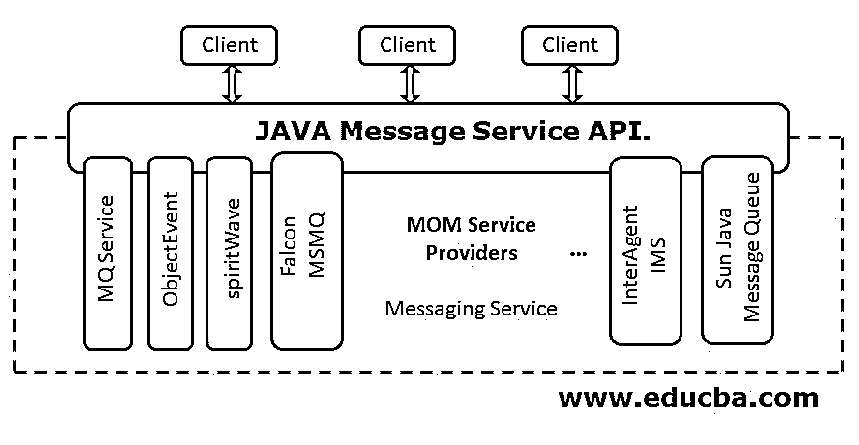 Client
Client
Client
JAVA Message Service API.
MQService
ObjectEvent
spiritWave
Falcon
MSMQ
MOM Service
Providers
...
Messaging Service
InterAgent
IMS
Sun Java
Message Queue
www.educba.com